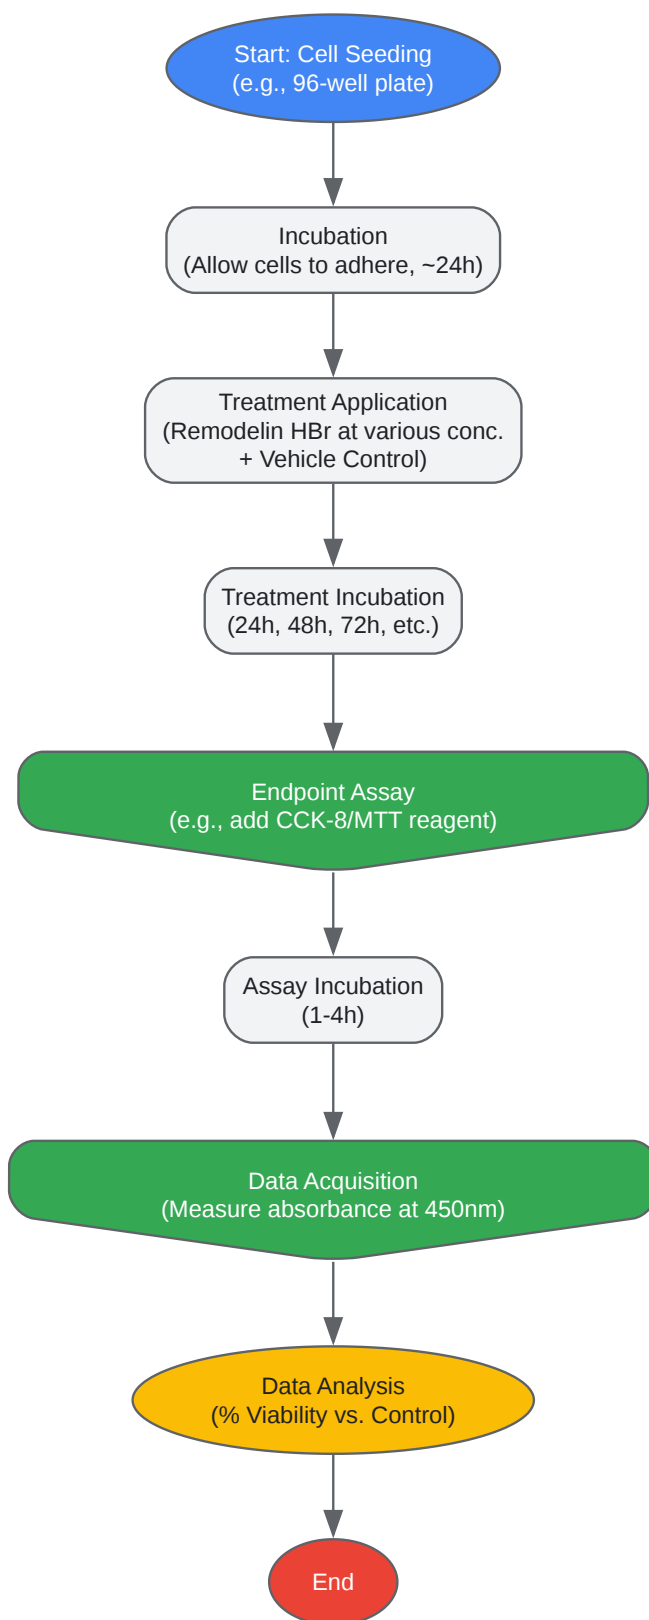 Start: Cell Seeding
(e.g., 96-well plate)
Incubation
(Allow cells to adhere, ~24h)
Treatment Application
(Remodelin HBr at various conc.
+ Vehicle Control)
Treatment Incubation
(24h, 48h, 72h, etc.)
Endpoint Assay
(e.g., add CCK-8/MTT reagent)
Assay Incubation
(1-4h)
Data Acquisition
(Measure absorbance at 450nm)
Data Analysis
(% Viability vs. Control)
End